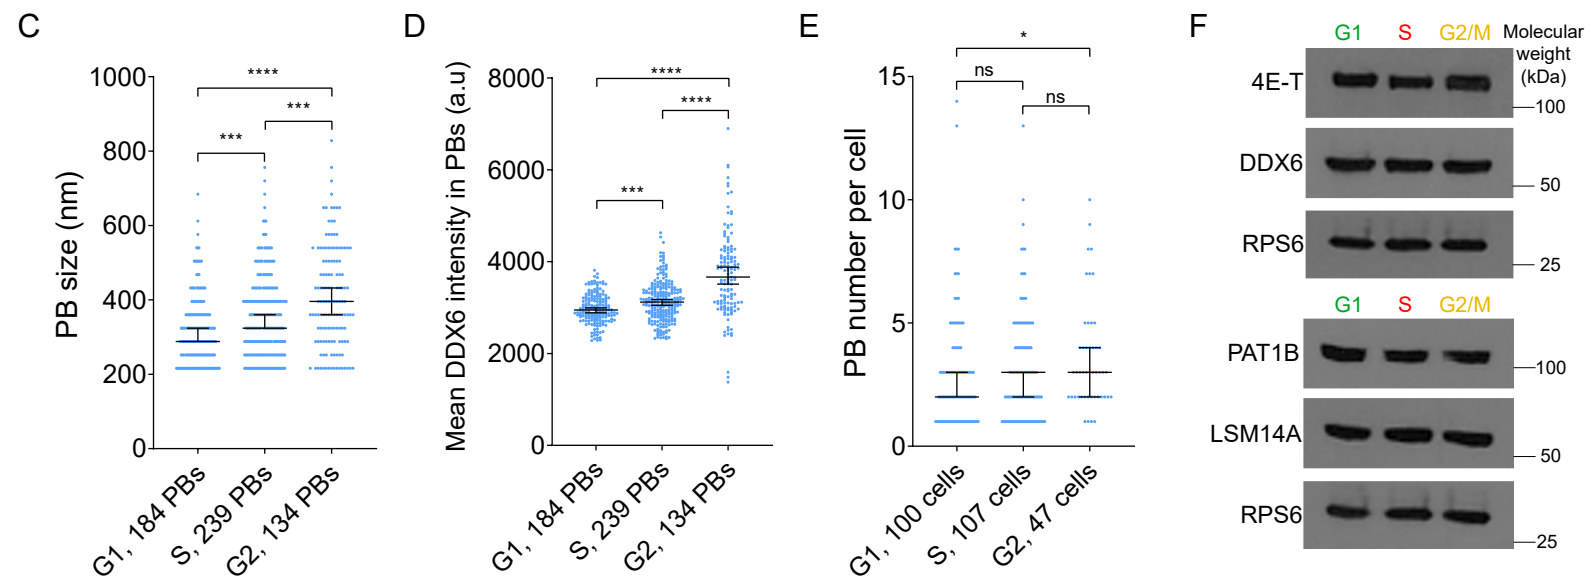 C
PB size (nm)
1000
800
600
400
200
0
****
***
***
G1, 184 PBs
S, 239 PBs
G2, 134 PBs
D
Mean DDX6 intensity in PBs (a.u)
8000
6000
4000
2000
0
****
****
***
G1, 184 PBs
S, 239 PBs
G2, 134 PBs
E
PB number per cell
15
10
5
0
*
ns
ns
G1, 100 cells
S, 107 cells
G2, 47 cells
F
G1 S G2/M Molecular
weight
(kDa)
4E-T
100
DDX6
50
RPS6
25
G1 S G2/M
PAT1B
100
LSM14A
50
RPS6
25